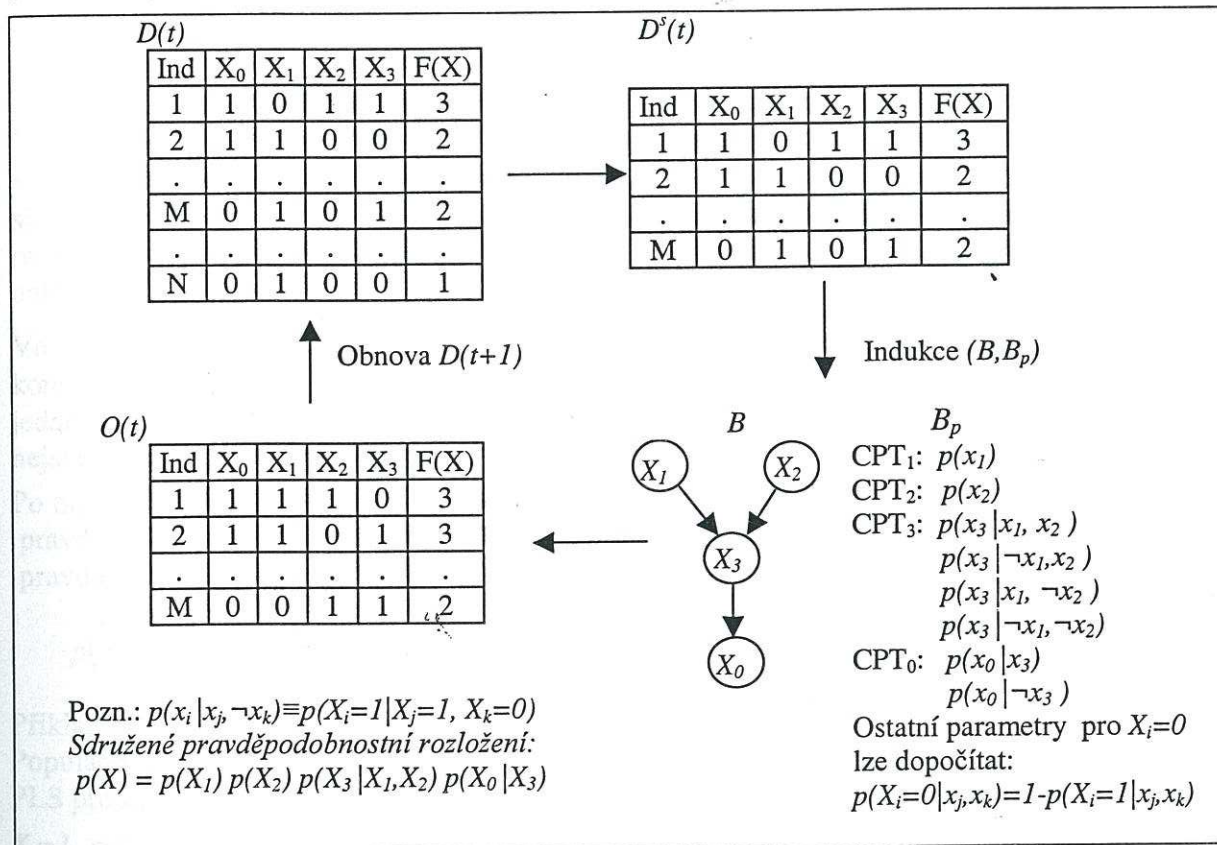 D(t)
Ind X₀ X₁ X₂ X₃ F(X)
1 1 0 1 1 3
2 1 1 0 0 2
. . . . . .
M 0 1 0 1 2
. . . . . .
N 0 1 0 0 1
Dˢ(t)
Ind X₀ X₁ X₂ X₃ F(X)
1 1 0 1 1 3
2 1 1 0 0 2
. . . . . .
M 0 1 0 1 2
Obnova D(t+1)
Indukce (B,Bₚ)
O(t)
Ind X₀ X₁ X₂ X₃ F(X)
1 1 1 1 0 3
2 1 1 0 1 3
. . . . . .
M 0 0 1 1 2
B
X₁ X₂
X₃
X₀
Bₚ
CPT₁: p(x₁)
CPT₂: p(x₂)
CPT₃: p(x₃|x₁, x₂ )
p(x₃|¬x₁,x₂ )
p(x₃|x₁, ¬x₂ )
p(x₃|¬x₁,¬x₂)
CPT₀: p(x₀|x₃)
p(x₀|¬x₃ )
Ostatní parametry pro Xᵢ=0
lze dopočítat:
p(Xᵢ=0|xⱼ,xₖ)=1-p(Xᵢ=1|xⱼ,xₖ)
Pozn.: p(xᵢ|xⱼ,¬xₖ)≡p(Xᵢ=1|Xⱼ=1, Xₖ=0)
Sdružené pravděpodobnostní rozložení:
p(X) = p(X₁) p(X₂) p(X₃|X₁,X₂) p(X₀|X₃)